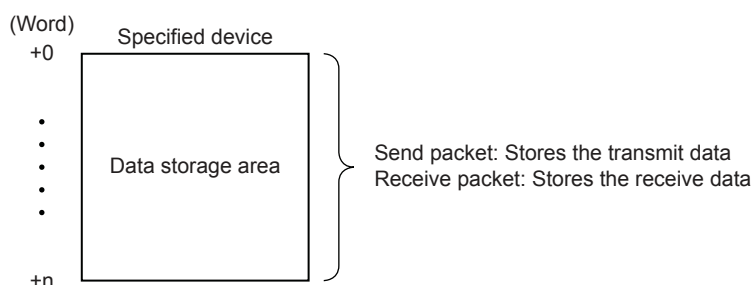 (Word)
Specified device
+0
Data storage area
Send packet: Stores the transmit data
Receive packet: Stores the receive data
+n